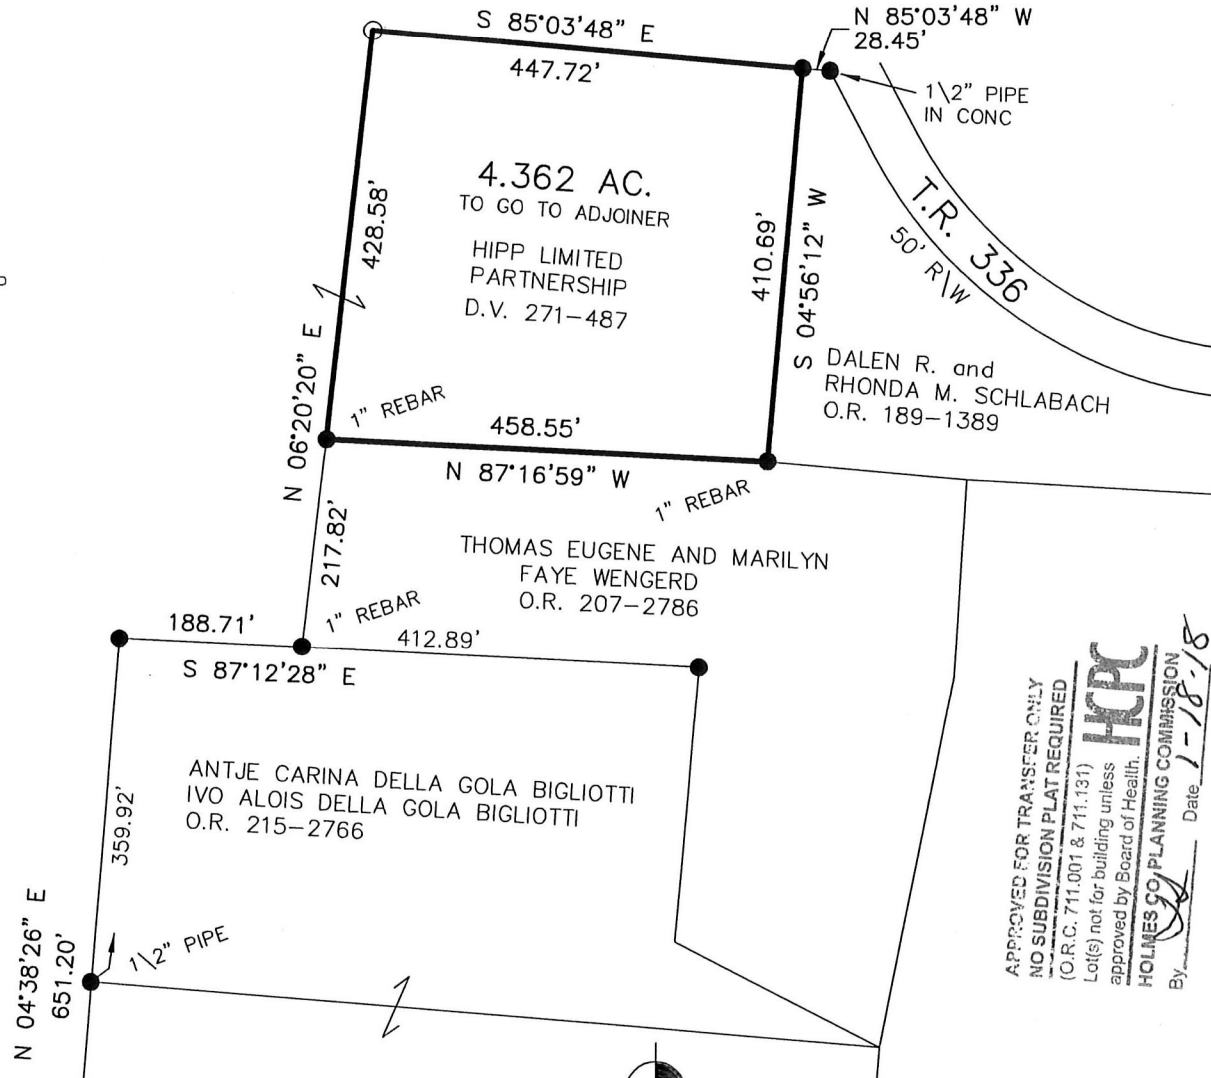 S 85°03'48" E
447.72'
N 85°03'48" W
28.45'
1\2" PIPE
IN CONC
4.362 AC.
TO GO TO ADJOINER
HIPP LIMITED
PARTNERSHIP
D.V. 271-487
428.58'
410.69'
S 04°56'12" W
T.R. 336
50' R\W
N 06°20'20" E
1" REBAR
458.55'
N 87°16'59" W
1" REBAR
DALEN R. and
RHONDA M. SCHLABACH
O.R. 189-1389
217.82'
THOMAS EUGENE AND MARILYN
FAYE WENGERD
O.R. 207-2786
1" REBAR
188.71'
412.89'
S 87°12'28" E
ANTJE CARINA DELLA GOLA BIGLIOTTI
IVO ALOIS DELLA GOLA BIGLIOTTI
O.R. 215-2766
359.92'
1\2" PIPE
N 04°38'26" E
651.20'
APPROVED FOR TRANSFER ONLY
NO SUBDIVISION PLAT REQUIRED
(O.R.C. 711.001 & 711.131)
Lot(s) not for building unless
approved by Board of Health.
HCPC
HOLMES CO. PLANNING COMMISSION
By Date 1-18-18